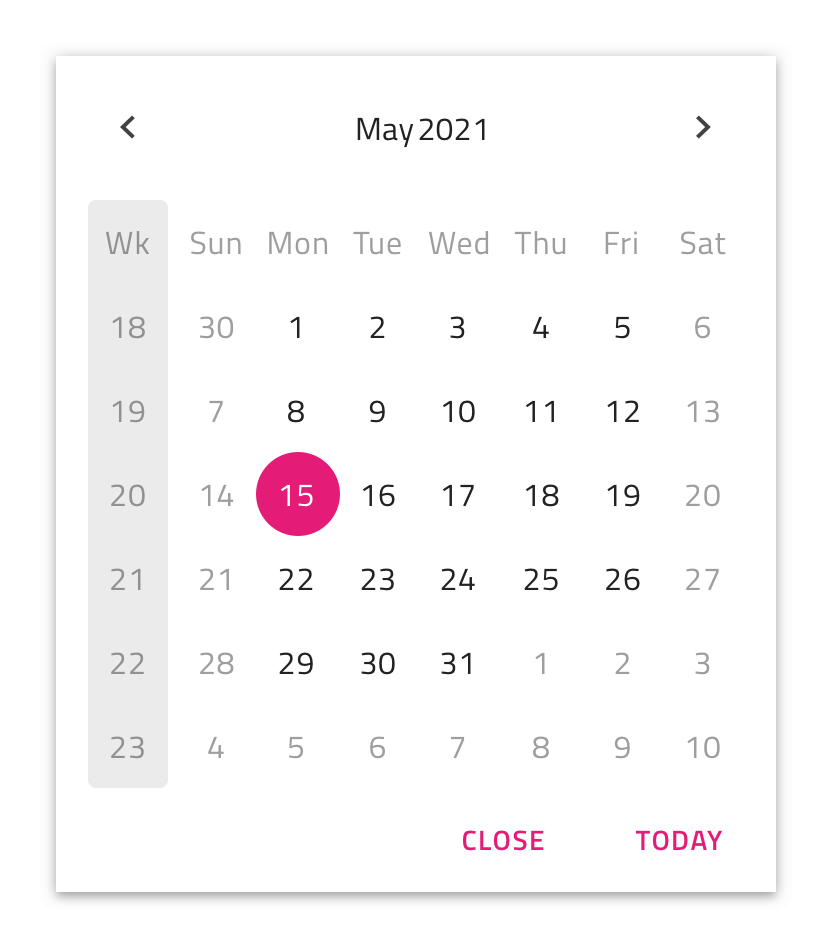 May 2021
Wk Sun Mon Tue Wed Thu Fri Sat
18 30 1 2 3 4 5 6
19 7 8 9 10 11 12 13
20 14 15 16 17 18 19 20
21 21 22 23 24 25 26 27
22 28 29 30 31 1 2 3
23 4 5 6 7 8 9 10
CLOSE TODAY